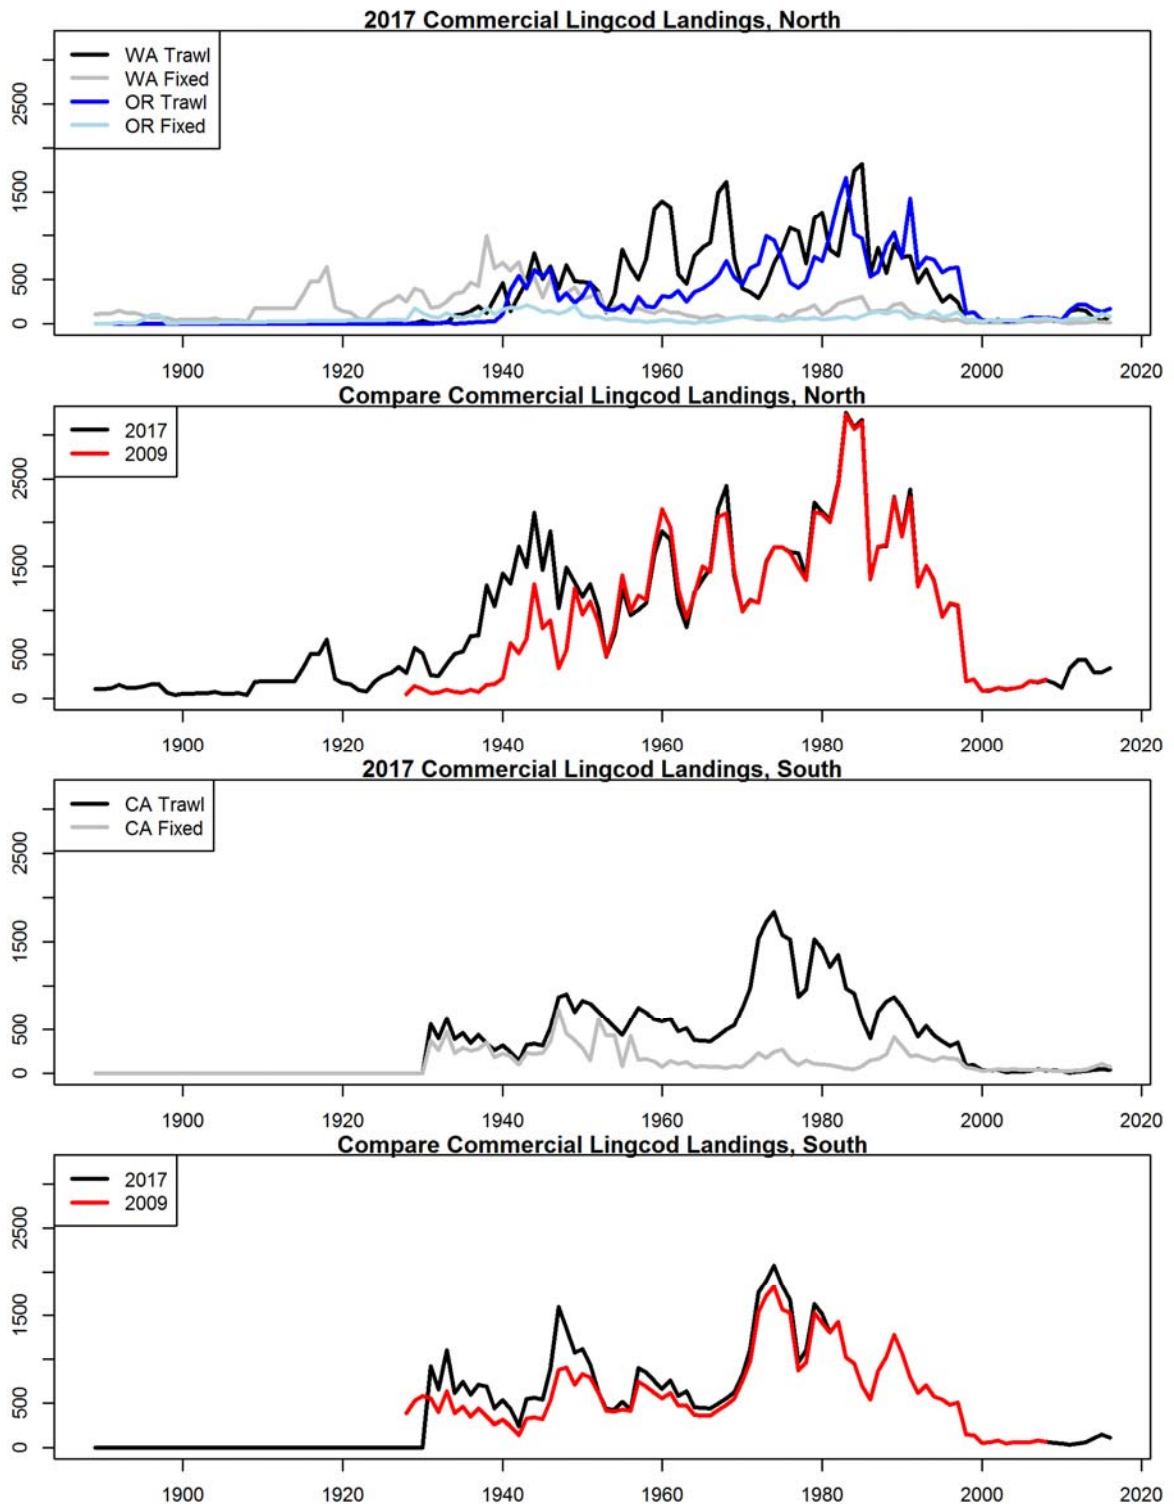 2017 Commercial Lingcod Landings, North
WA Trawl
WA Fixed
OR Trawl
OR Fixed
2500
1500
500
0
1900 1920 1940 1960 1980 2000 2020
Compare Commercial Lingcod Landings, North
2017
2009
2500
1500
500
0
1900 1920 1940 1960 1980 2000 2020
2017 Commercial Lingcod Landings, South
CA Trawl
CA Fixed
2500
1500
500
0
1900 1920 1940 1960 1980 2000 2020
Compare Commercial Lingcod Landings, South
2017
2009
2500
1500
500
0
1900 1920 1940 1960 1980 2000 2020